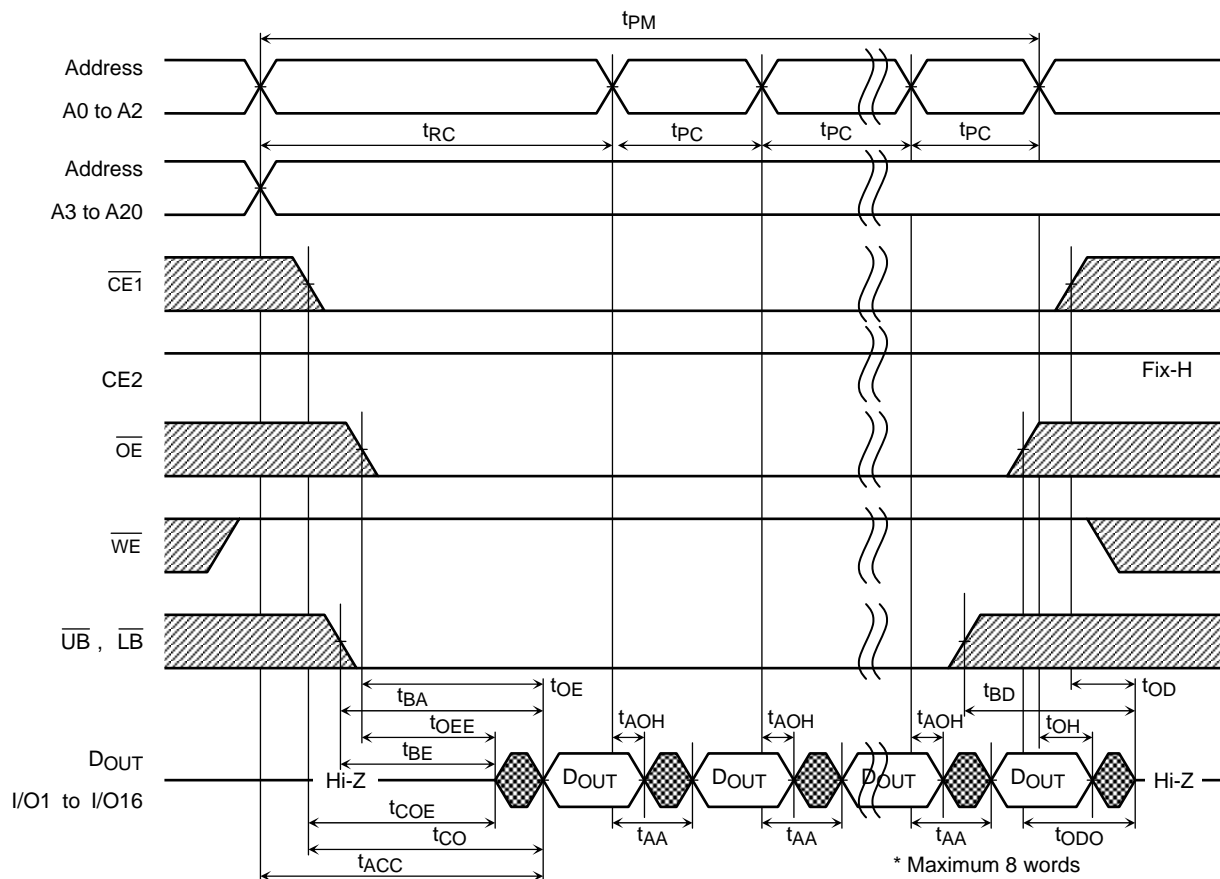 tPM
Address
A0 to A2
tRC
tPC
tPC
tPC
Address
A3 to A20
CE1
CE2
Fix-H
OE
WE
UB , LB
tOE
tOD
tBA
tBD
tOEE
tAOH
tAOH
tAOH
tOH
tBE
DOUT
I/O1 to I/O16
Hi-Z
DOUT
DOUT
DOUT
DOUT
Hi-Z
tCOE
tCO
tAA
tAA
tAA
tODO
tACC
* Maximum 8 words